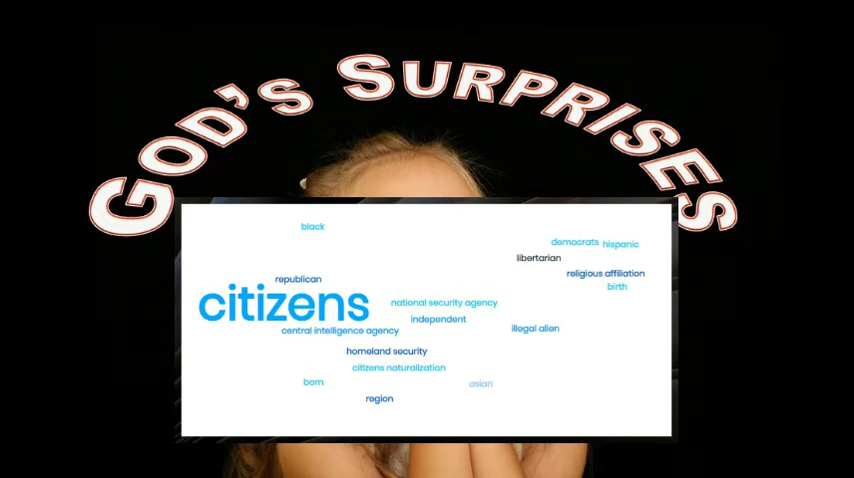 God's Surprises
black
democrats
hispanic
libertarian
religious affiliation
republican
birth
citizens
national security agency
independent
central intelligence agency
illegal alien
homeland security
citizens naturalization
born
asian
region